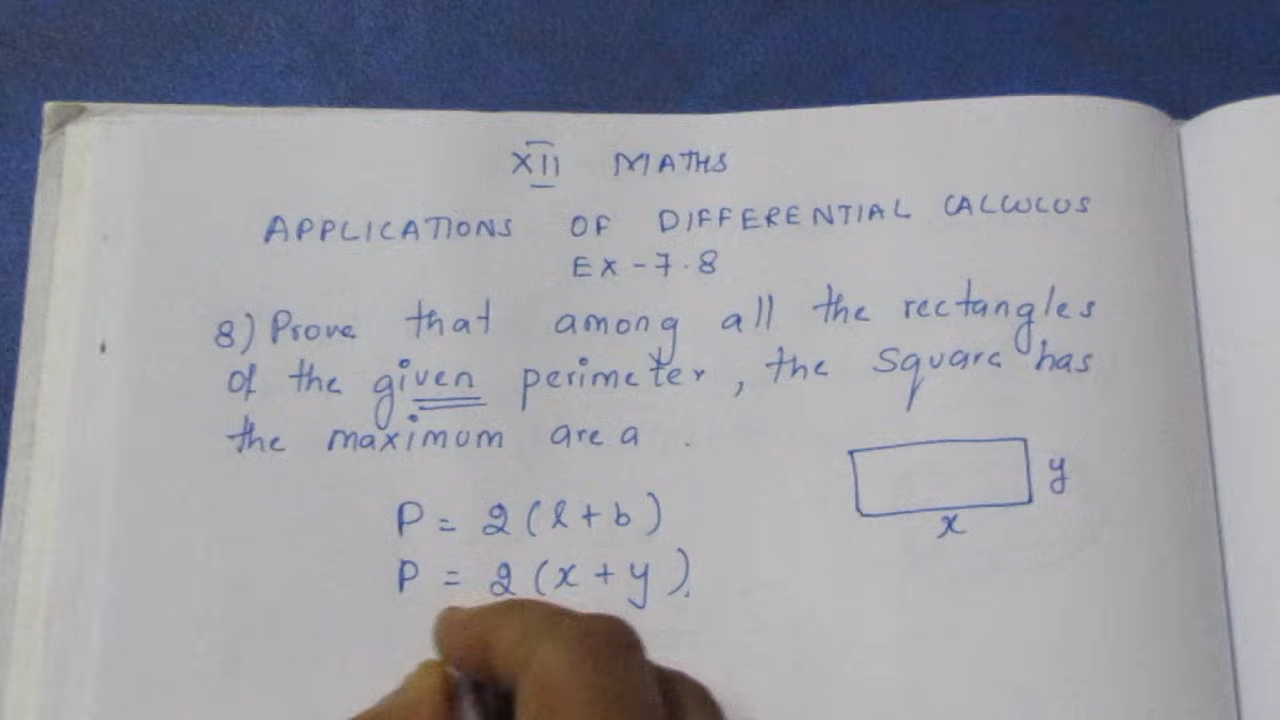 XII MATHS
APPLICATIONS OF DIFFERENTIAL CALCULUS
EX - 7.8
8) Prove that among all the rectangles
of the given perimeter, the square has
the maximum area.
y
x
P = 2(l+b)
P = 2(x+y).